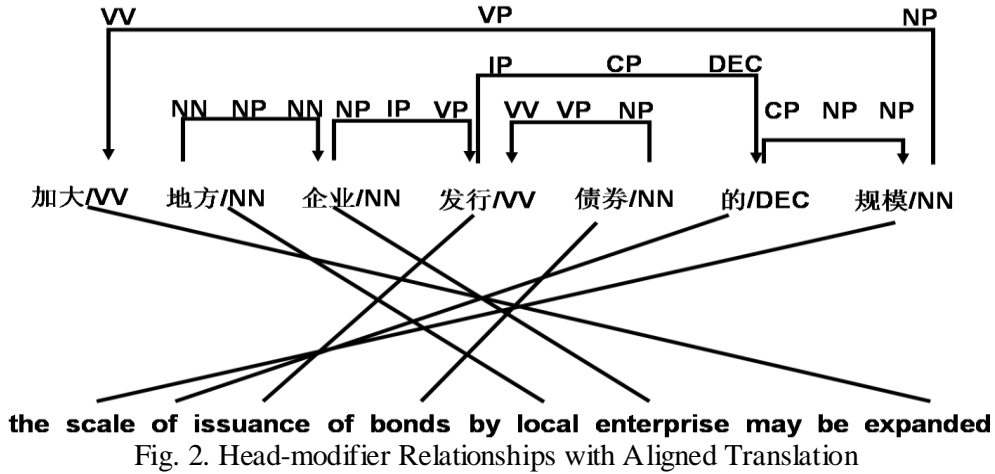 VV VP NP
IP CP DEC
NN NP NN NP IP VP VV VP NP CP NP NP
加大/VV 地方/NN 企业/NN 发行/VV 债券/NN 的/DEC 规模/NN
the scale of issuance of bonds by local enterprise may be expanded
Fig. 2. Head-modifier Relationships with Aligned Translation